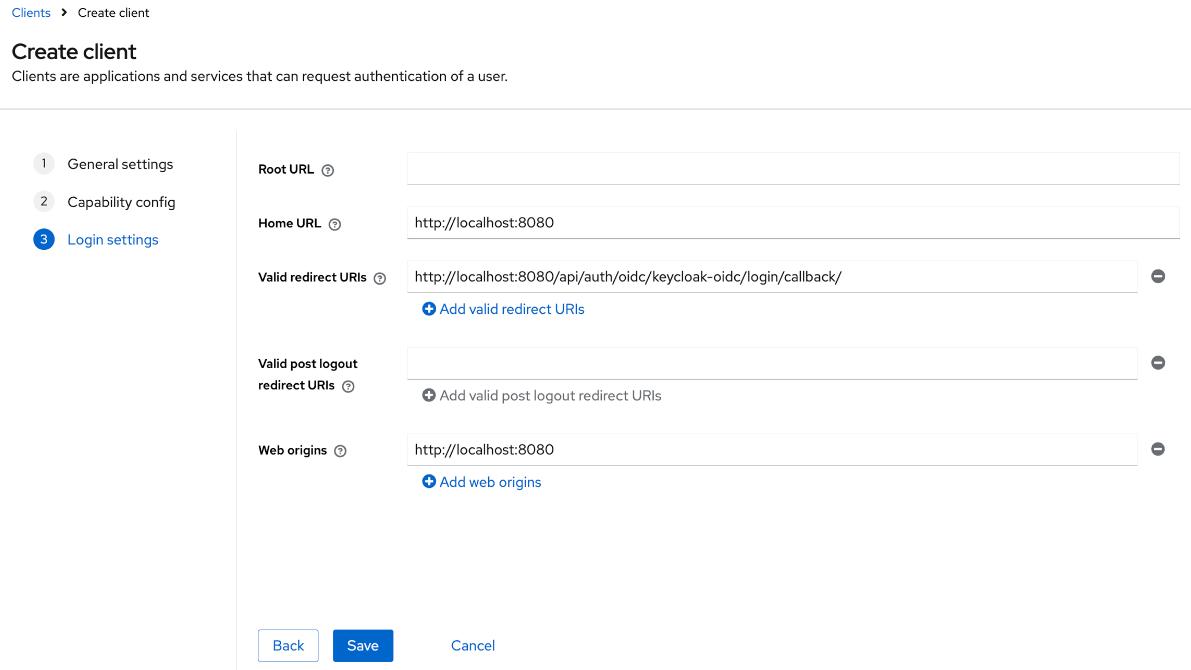 Clients > Create client
Create client
Clients are applications and services that can request authentication of a user.
1 General settings
2 Capability config
3 Login settings
Root URL
Home URL http://localhost:8080
Valid redirect URIs http://localhost:8080/api/auth/oidc/keycloak-oidc/login/callback/
Add valid redirect URIs
Valid post logout
redirect URIs
Add valid post logout redirect URIs
Web origins http://localhost:8080
Add web origins
Back Save Cancel